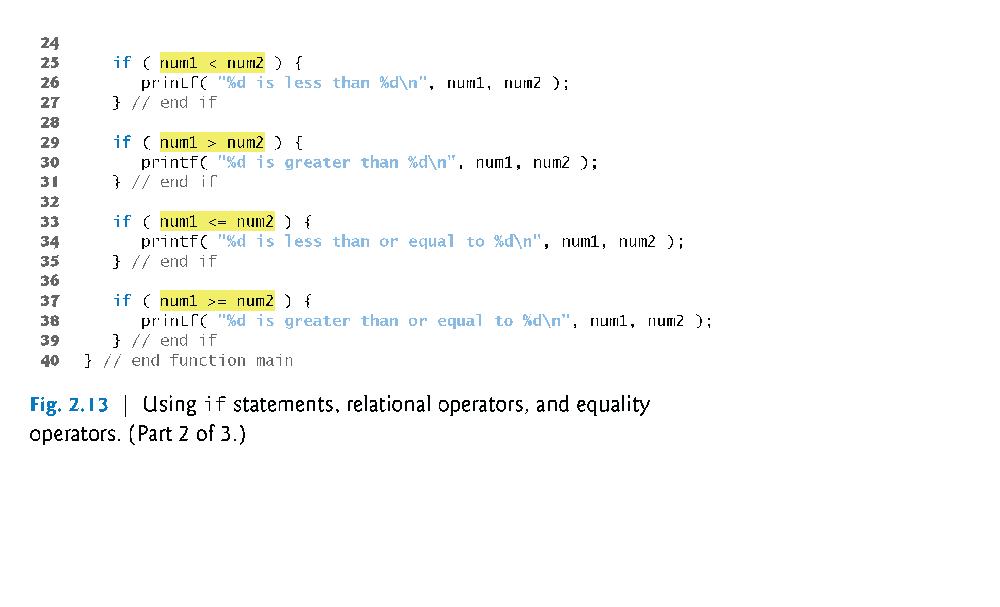 24
25 if ( num1 < num2 ) {
26 printf( "%d is less than %d\n", num1, num2 );
27 } // end if
28
29 if ( num1 > num2 ) {
30 printf( "%d is greater than %d\n", num1, num2 );
31 } // end if
32
33 if ( num1 <= num2 ) {
34 printf( "%d is less than or equal to %d\n", num1, num2 );
35 } // end if
36
37 if ( num1 >= num2 ) {
38 printf( "%d is greater than or equal to %d\n", num1, num2 );
39 } // end if
40 } // end function main
Fig. 2.13 | Using if statements, relational operators, and equality
operators. (Part 2 of 3.)